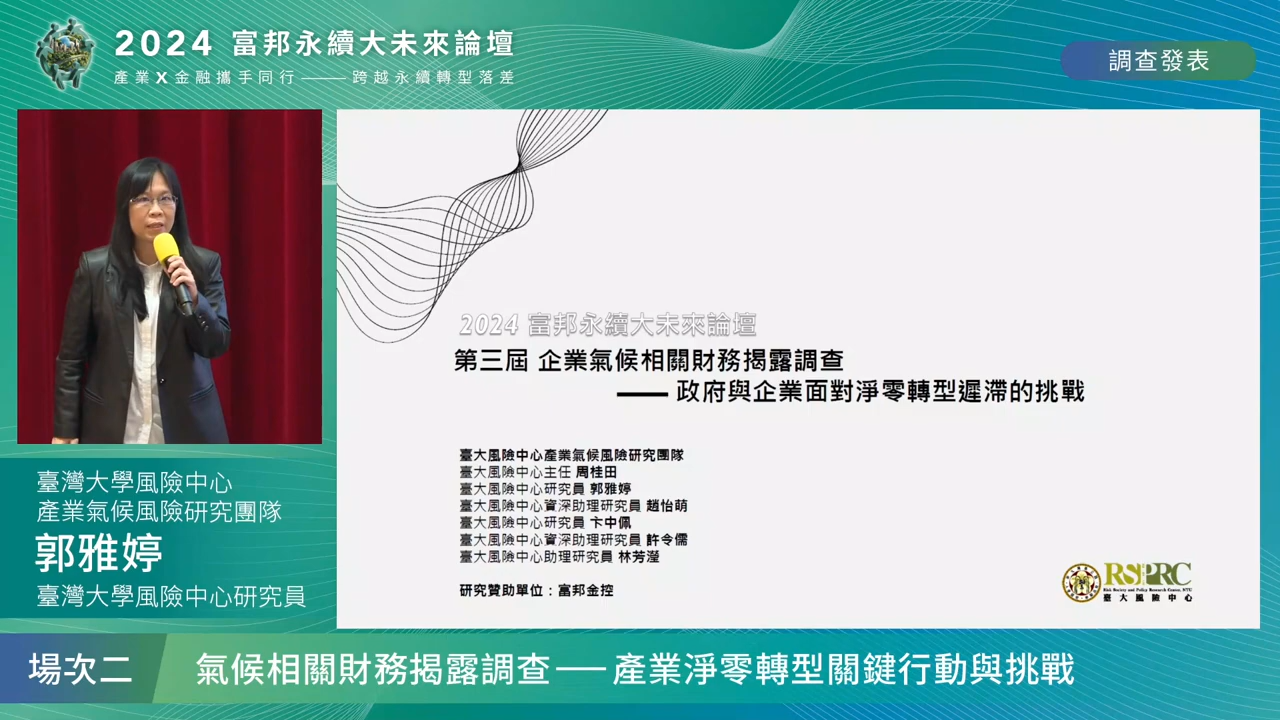 2024 富邦永續大未來論壇
產業X金融攜手同行——跨越永續轉型落差
調查發表
2024 富邦永續大未來論壇
第三屆 企業氣候相關財務揭露調查
—— 政府與企業面對淨零轉型遲滯的挑戰
臺大風險中心產業氣候風險研究團隊
臺大風險中心主任 周桂田
臺大風險中心研究員 郭雅婷
臺大風險中心資深助理研究員 趙怡萌
臺大風險中心研究員 卞中佩
臺大風險中心資深助理研究員 許令儒
臺大風險中心助理研究員 林芳瀅
研究贊助單位：富邦金控
RSPRC
Risk Society and Policy Research Center, NTU
臺大風險中心
臺灣大學風險中心
產業氣候風險研究團隊
郭雅婷
臺灣大學風險中心研究員
場次二
氣候相關財務揭露調查——產業淨零轉型關鍵行動與挑戰